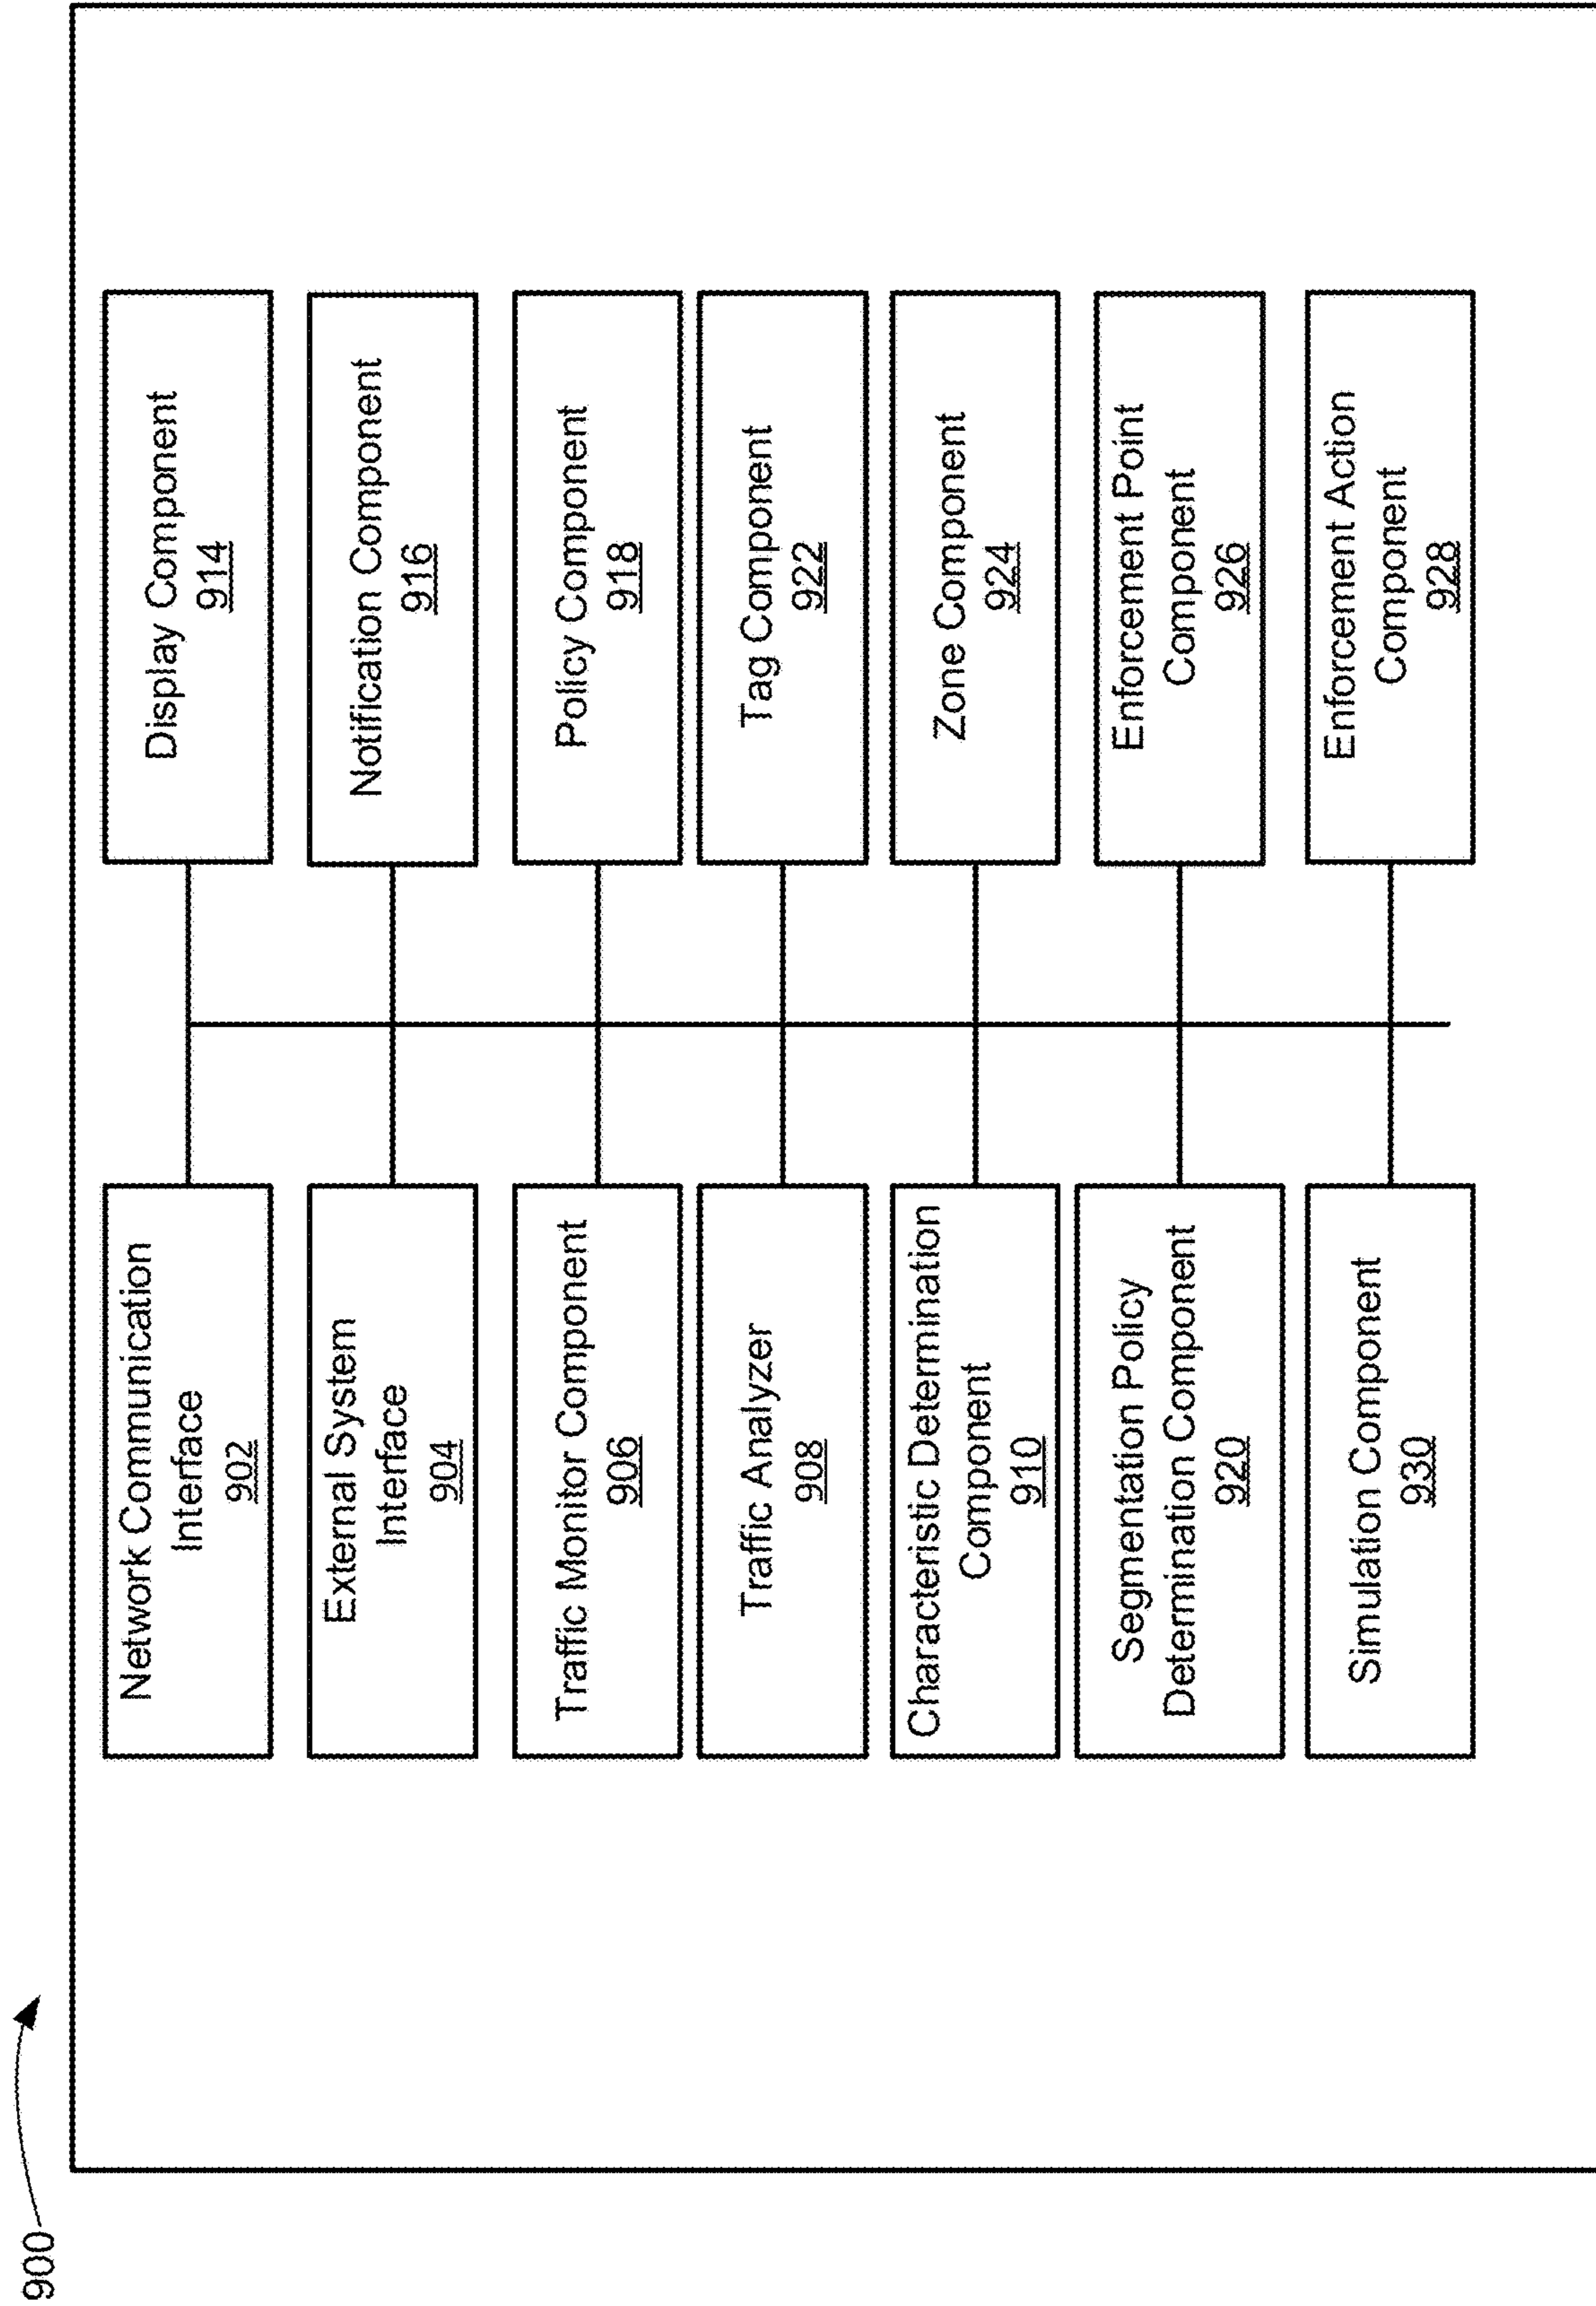 900
Network Communication
Interface
902
External System
Interface
904
Traffic Monitor Component
906
Traffic Analyzer
908
Characteristic Determination
Component
910
Segmentation Policy
Determination Component
920
Simulation Component
930
Display Component
914
Notification Component
916
Policy Component
918
Tag Component
922
Zone Component
924
Enforcement Point
Component
926
Enforcement Action
Component
928